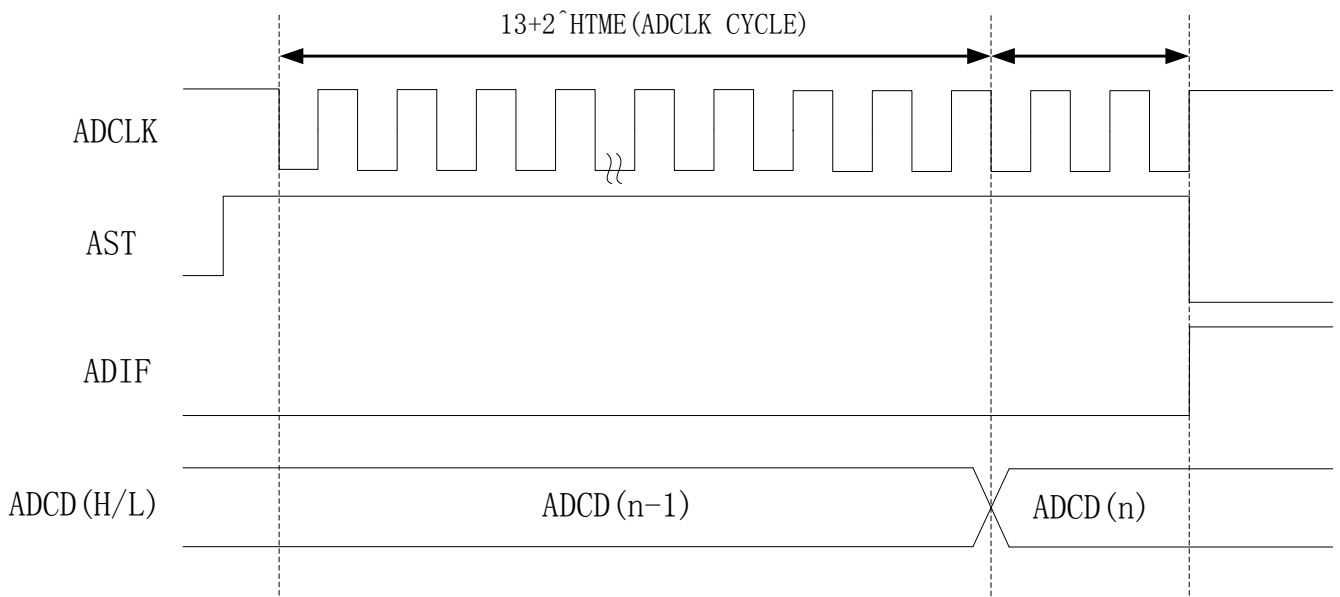 13+2^HTME(ADCLK CYCLE)
ADCLK
AST
ADIF
ADCD(H/L)
ADCD(n-1)
ADCD(n)